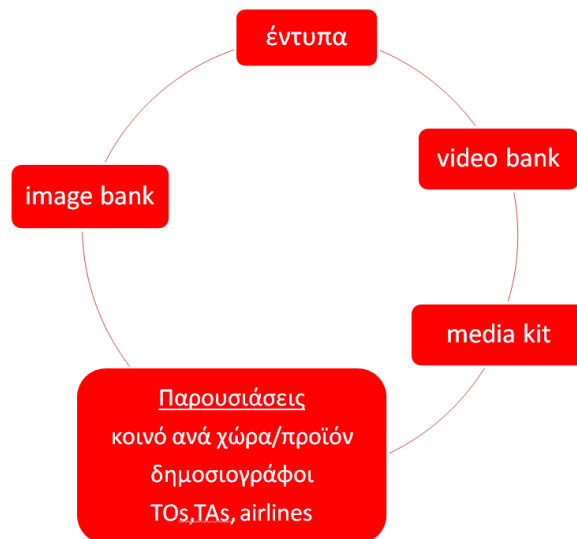 έντυπα
video bank
image bank
media kit
Παρουσιάσεις
κοινό ανά χώρα/προϊόν
δημοσιογράφοι
TOs,TAs, airlines